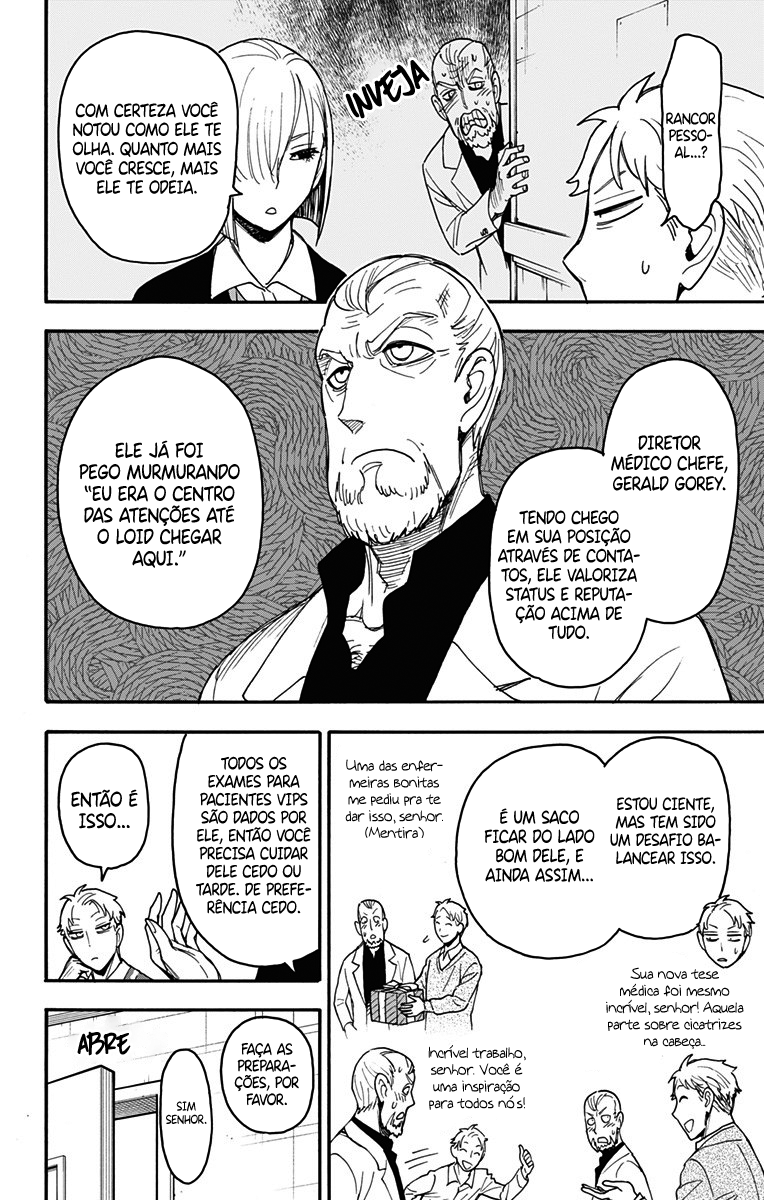 RANCOR
PESSO-
AL...?
INVEJA
COM CERTEZA VOCÊ
NOTOU COMO ELE TE
OLHA. QUANTO MAIS
VOCÊ CRESCE, MAIS
ELE TE ODEIA.
DIRETOR
MÉDICO CHEFE,
GERALD GOREY.
TENDO CHEGO
EM SUA POSIÇÃO
ATRAVÉS DE CONTA-
TOS, ELE VALORIZA
STATUS E REPUTA-
ÇÃO ACIMA DE
TUDO.
ELE JÁ FOI
PEGO MURMURANDO
“EU ERA O CENTRO
DAS ATENÇÕES ATÉ
O LOID CHEGAR
AQUI.”
ESTOU CIENTE,
MAS TEM SIDO
UM DESAFIO BA-
LANCEAR ISSO.
É UM SACO
FICAR DO LADO
BOM DELE, E
AINDA ASSIM...
Uma das enfer-
meiras bonitas
me pediu pra te
dar isso, senhor.
(Mentira)
Sua nova tese
médica foi mesmo
incrível, senhor! Aquela
parte sobre cicatrizes
na cabeça...
Incrível trabalho,
senhor. Você é
uma inspiração
para todos nós!
TODOS OS
EXAMES PARA
PACIENTES VIPS
SÃO DADOS POR
ELE, ENTÃO VOCÊ
PRECISA CUIDAR
DELE CEDO OU
TARDE. DE PREFE-
RÊNCIA CEDO.
ENTÃO É
ISSO...
FAÇA AS
PREPARA-
ÇÕES, POR
FAVOR.
SIM
SENHOR.
ABRE